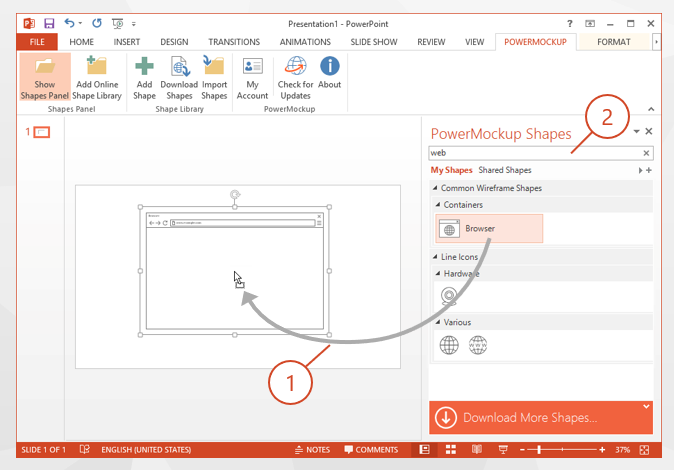 Presentation1 - PowerPoint
FILE HOME INSERT DESIGN TRANSITIONS ANIMATIONS SLIDE SHOW REVIEW VIEW POWERMOCKUP FORMAT
Show Shapes Panel
Add Online Shape Library
Add Shape
Download Shapes
Import Shapes
My Account
Check for Updates
About
Shapes Panel
Shape Library
PowerMockup
1
2
PowerMockup Shapes
web
My Shapes Shared Shapes
Common Wireframe Shapes
Containers
Browser
Line Icons
Hardware
Various
WWW
Download More Shapes...
1
SLIDE 1 OF 1 ENGLISH (UNITED STATES) NOTES COMMENTS 37%